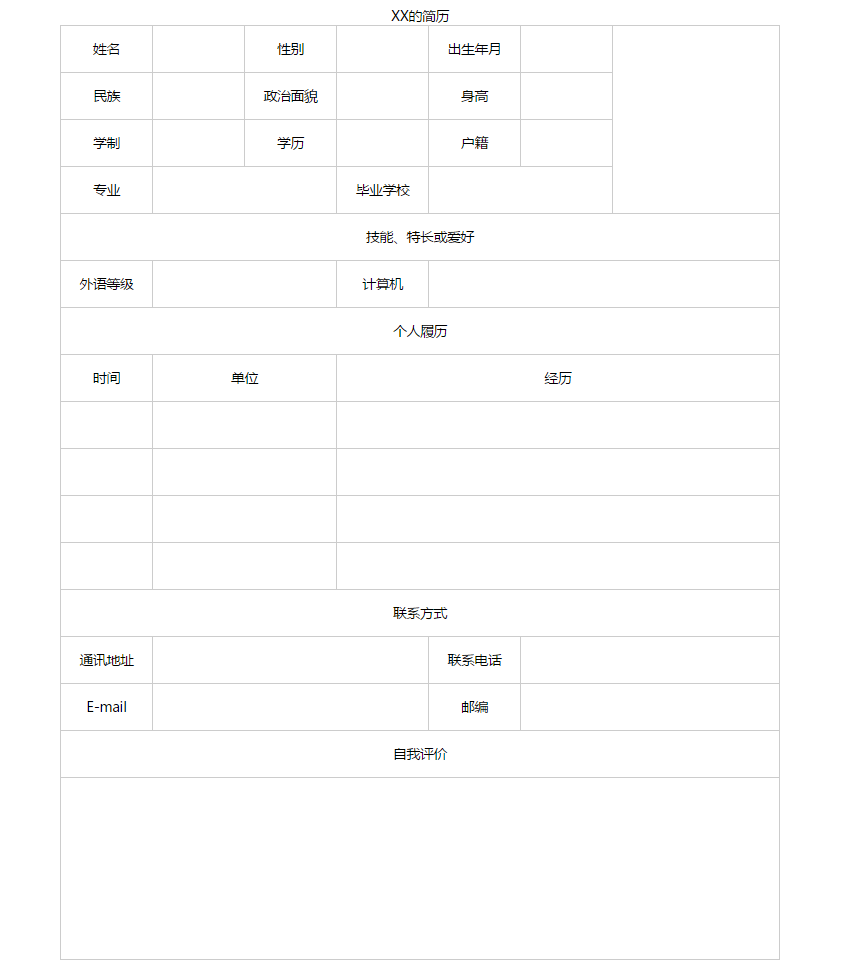 XX的简历
姓名 性别 出生年月
民族 政治面貌 身高
学制 学历 户籍
专业 毕业学校
技能、特长或爱好
外语等级 计算机
个人履历
时间 单位 经历
联系方式
通讯地址 联系电话
E-mail 邮编
自我评价